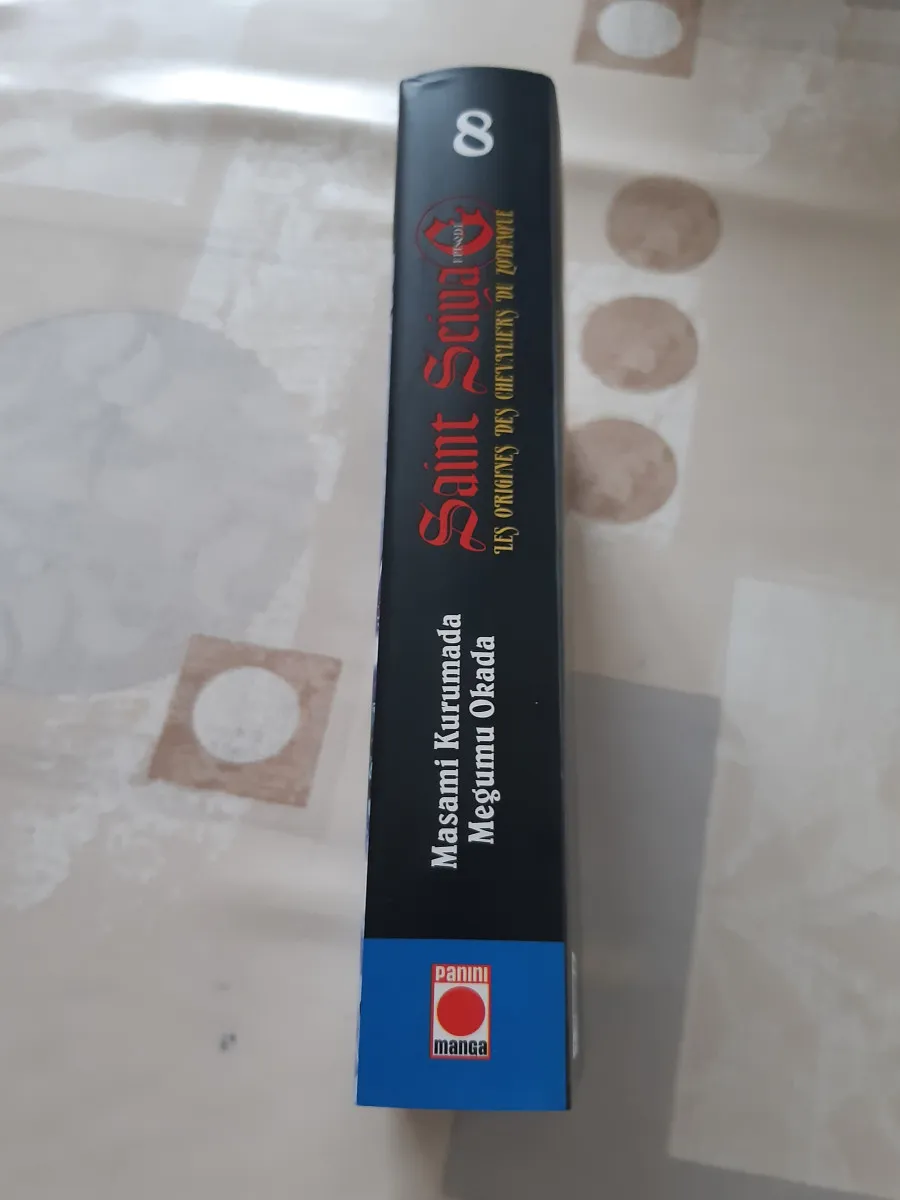 8
Saint Seiya
EPISODE G
LES ORIGINES DES CHEVALIERS DU ZODIAQUE
Masami Kurumada
Megumu Okada
PANINI
manga